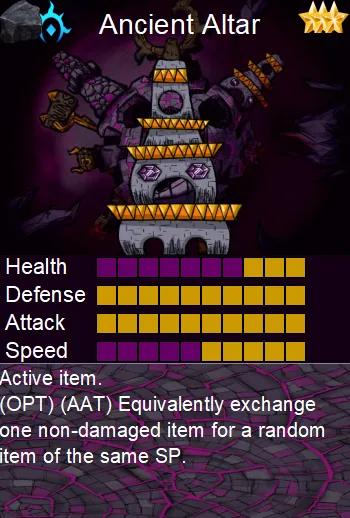 Ancient Altar
Health
Defense
Attack
Speed
Active item.
(OPT) (AAT) Equivalently exchange
one non-damaged item for a random
item of the same SP.